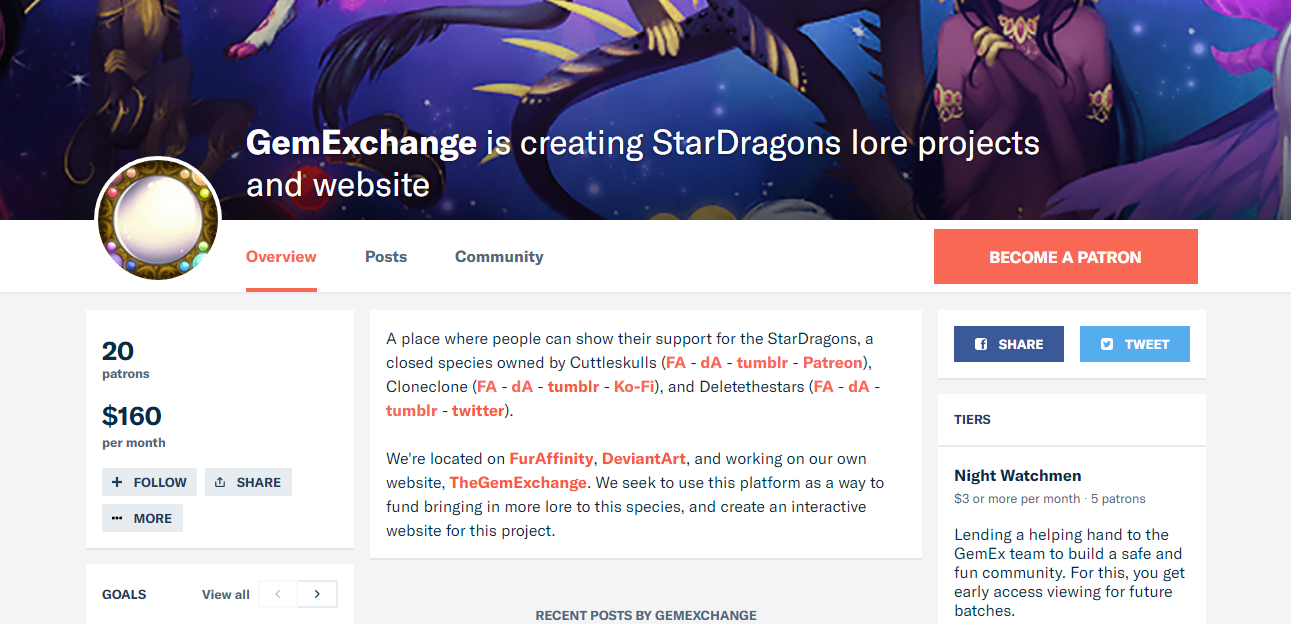 GemExchange is creating StarDragons lore projects
and website
Overview
Posts
Community
BECOME A PATRON
20
patrons
$160
per month
+ FOLLOW
SHARE
••• MORE
GOALS
View all
A place where people can show their support for the StarDragons, a
closed species owned by Cuttleskulls (FA - dA - tumblr - Patreon),
Cloneclone (FA - dA - tumblr - Ko-Fi), and Deletethestars (FA - dA -
tumblr - twitter).
We're located on FurAffinity, DeviantArt, and working on our own
website, TheGemExchange. We seek to use this platform as a way to
fund bringing in more lore to this species, and create an interactive
website for this project.
RECENT POSTS BY GEMEXCHANGE
SHARE
TWEET
TIERS
Night Watchmen
$3 or more per month · 5 patrons
Lending a helping hand to the
GemEx team to build a safe and
fun community. For this, you get
early access viewing for future
batches.